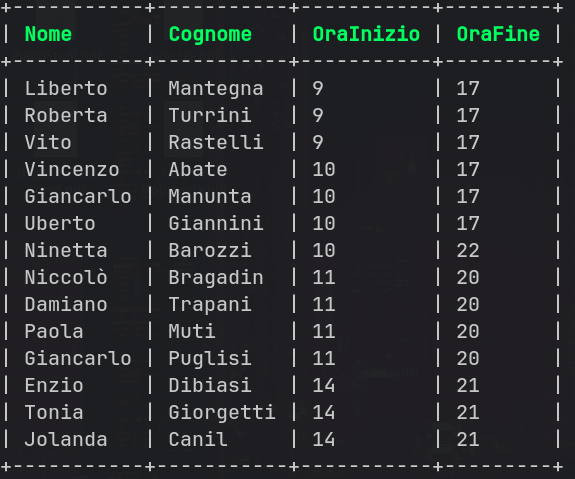 +-----------+-----------+-----------+---------+
| Nome      | Cognome   | OraInizio | OraFine |
+-----------+-----------+-----------+---------+
| Liberto   | Mantegna  | 9         | 17      |
| Roberta   | Turrini   | 9         | 17      |
| Vito      | Rastelli  | 9         | 17      |
| Vincenzo  | Abate     | 10        | 17      |
| Giancarlo | Manunta   | 10        | 17      |
| Uberto    | Giannini  | 10        | 17      |
| Ninetta   | Barozzi   | 10        | 22      |
| Niccolò   | Bragadin  | 11        | 20      |
| Damiano   | Trapani   | 11        | 20      |
| Paola     | Muti      | 11        | 20      |
| Giancarlo | Puglisi   | 11        | 20      |
| Enzio     | Dibiasi   | 14        | 21      |
| Tonia     | Giorgetti | 14        | 21      |
| Jolanda   | Canil     | 14        | 21      |
+-----------+-----------+-----------+---------+